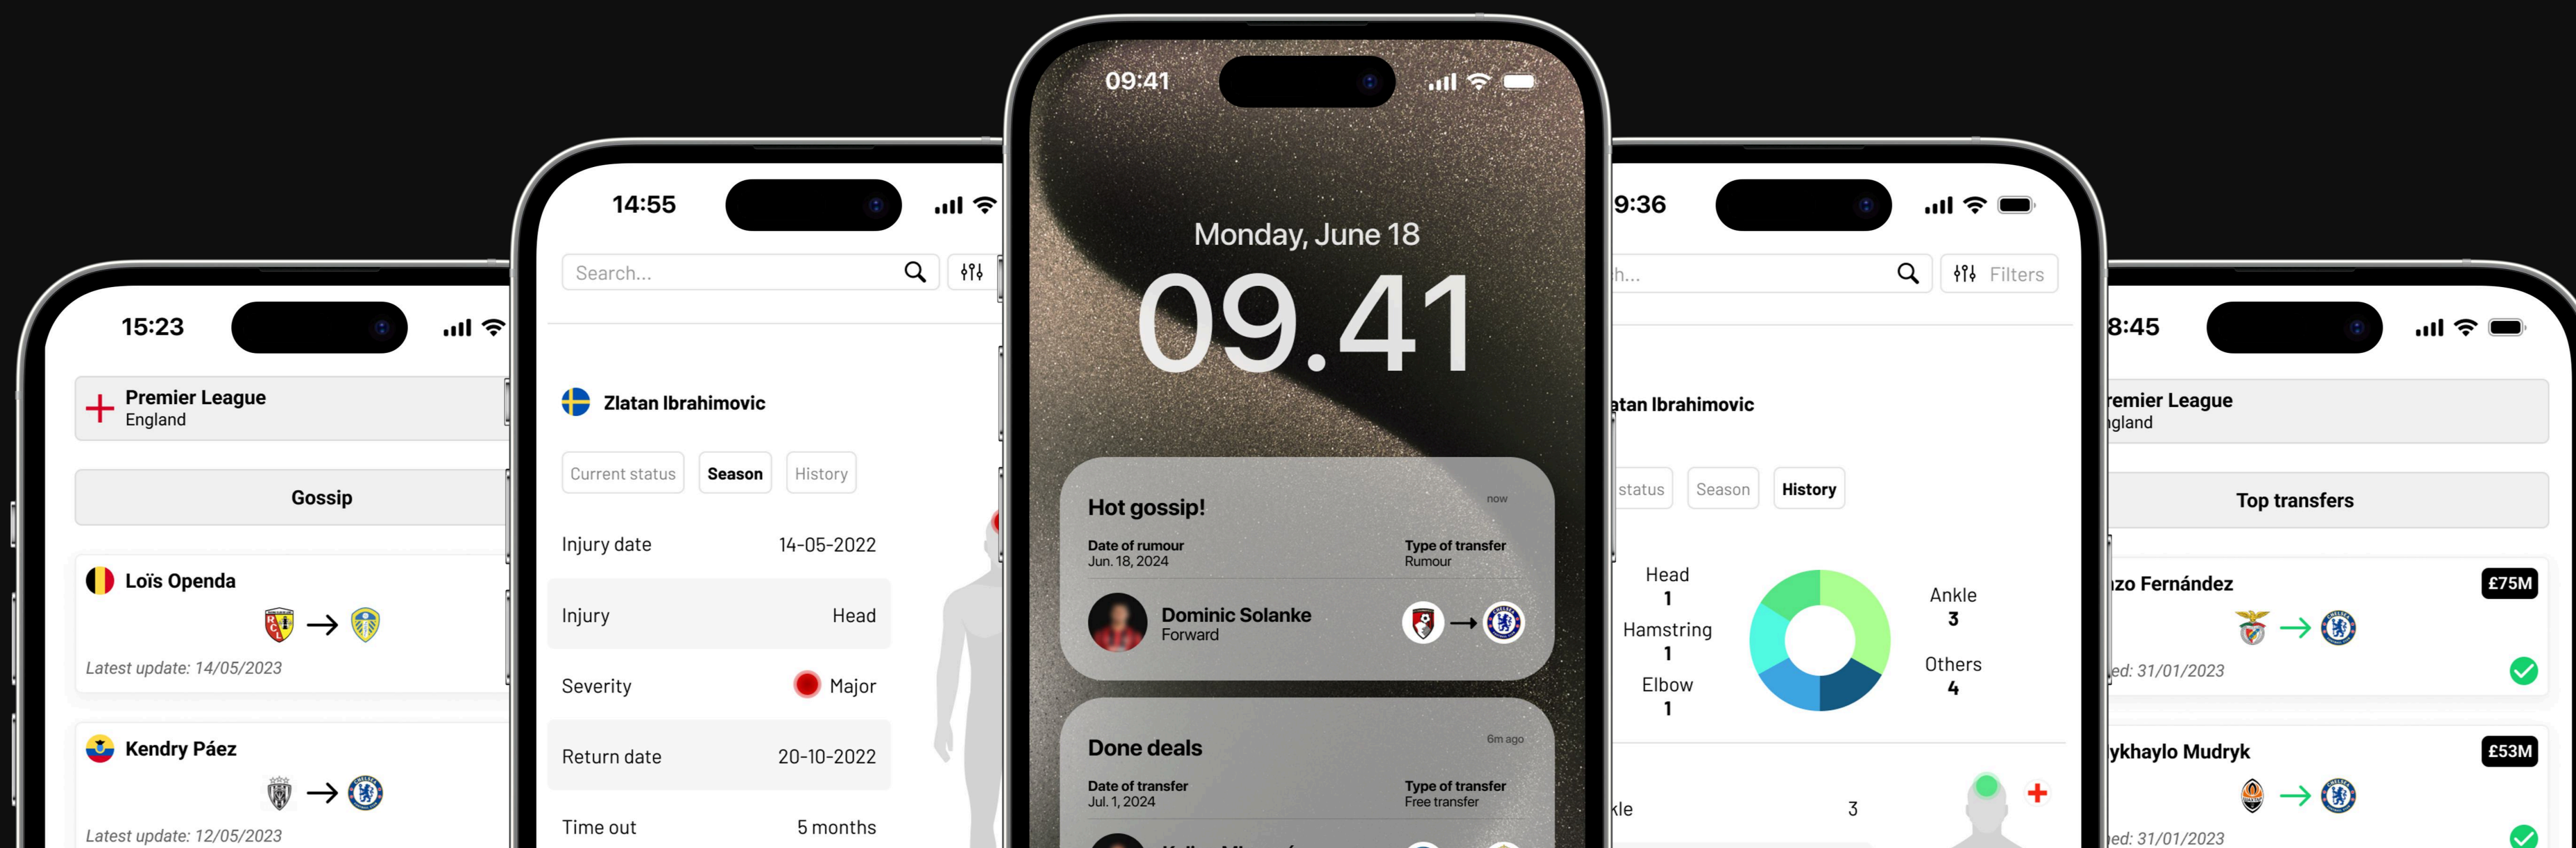 15:23
Premier League
England
Gossip
Loïs Openda
Latest update: 14/05/2023
Kendry Páez
Latest update: 12/05/2023
14:55
Search...
Zlatan Ibrahimovic
Current status Season History
Injury date 14-05-2022
Injury Head
Severity Major
Return date 20-10-2022
Time out 5 months
09:41
Monday, June 18
09.41
Hot gossip! now
Date of rumour Type of transfer
Jun. 18, 2024 Rumour
Dominic Solanke
Forward
Done deals 6m ago
Date of transfer Type of transfer
Jul. 1, 2024 Free transfer
9:36
h... Filters
atan Ibrahimovic
status Season History
Head
1
Hamstring
1
Elbow
1
Ankle
3
Others
4
kle 3
8:45
remier League
gland
Top transfers
nzo Fernández £75M
ed: 31/01/2023
ykhaylo Mudryk £53M
ned: 31/01/2023